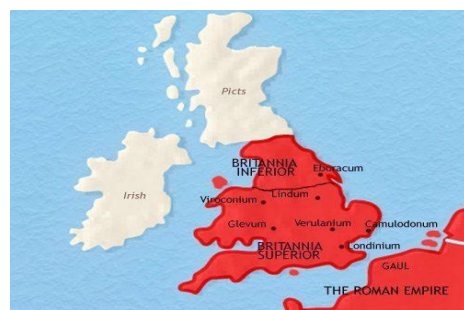 Picts
BRITANNIA
INFERIOR
Eboracum
Irish
Viroconium
Lindum
Glevum
Verulanium
Camulodonum
BRITANNIA
SUPERIOR
Londinium
GAUL
THE ROMAN EMPIRE